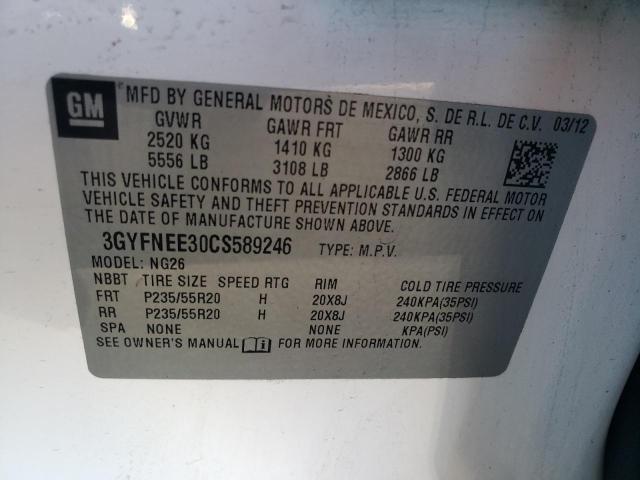 GM MFD BY GENERAL MOTORS DE MEXICO, S. DE R.L. DE C.V. 03/12
GVWR GAWR FRT GAWR RR
2520 KG 1410 KG 1300 KG
5556 LB 3108 LB 2866 LB
THIS VEHICLE CONFORMS TO ALL APPLICABLE U.S. FEDERAL MOTOR
VEHICLE SAFETY AND THEFT PREVENTION STANDARDS IN EFFECT ON
THE DATE OF MANUFACTURE SHOWN ABOVE.
3GYFNEE30CS589246 TYPE: M.P.V.
MODEL: NG26
NBBT TIRE SIZE SPEED RTG RIM COLD TIRE PRESSURE
FRT P235/55R20 H 20X8J 240KPA(35PSI)
RR P235/55R20 H 20X8J 240KPA(35PSI)
SPA NONE NONE KPA(PSI)
SEE OWNER'S MANUAL FOR MORE INFORMATION.